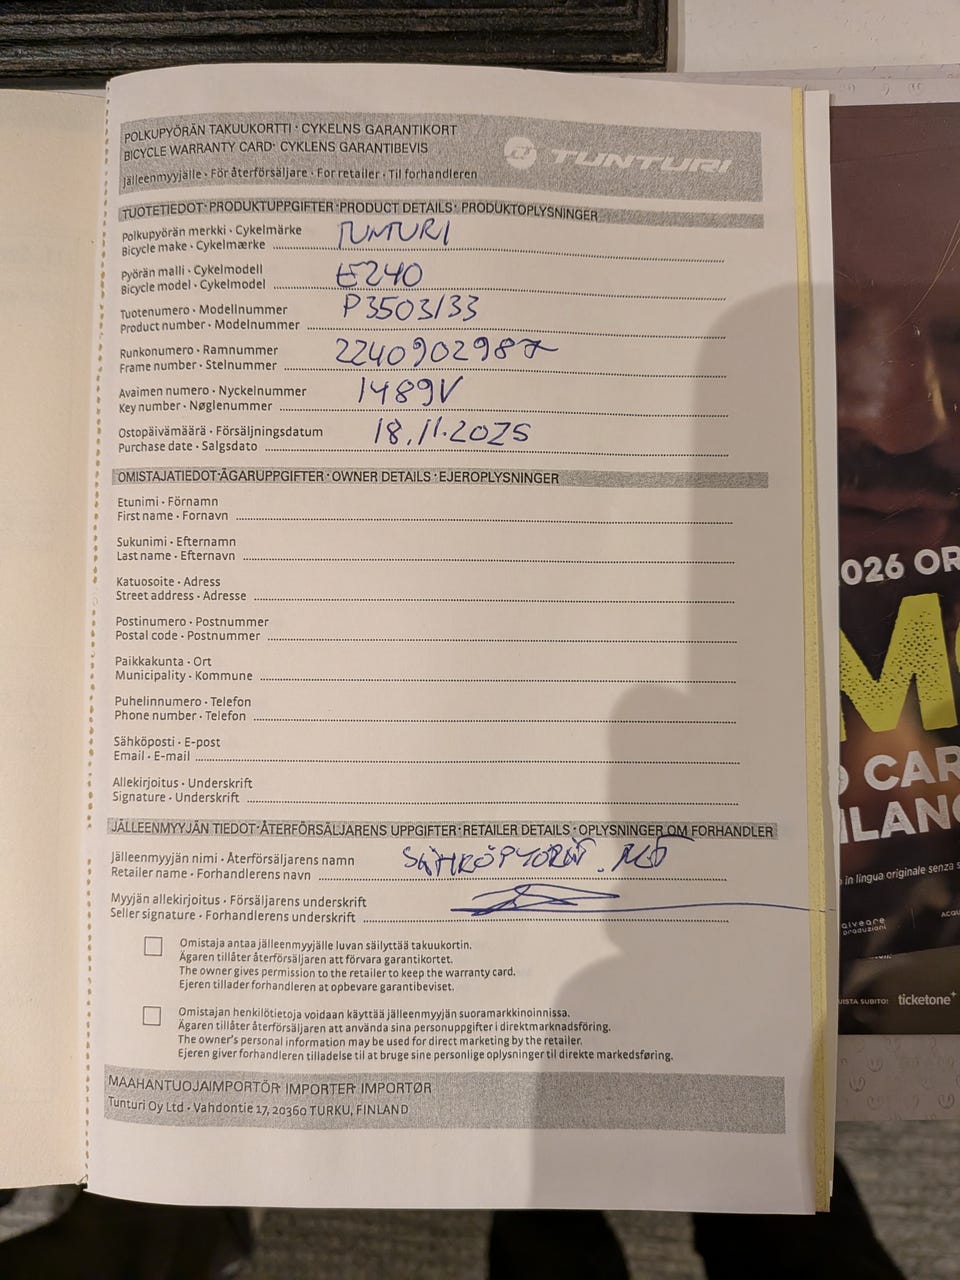 POLKUPYÖRÄN TAKUUKORTTI · CYKELNS GARANTIKORT
BICYCLE WARRANTY CARD · CYKLENS GARANTIBEVIS
Jälleenmyyjälle · För återförsäljare · For retailer · Til forhandleren
TUNTURI
TUOTETIEDOT · PRODUKTUPPGIFTER · PRODUCT DETAILS · PRODUKTOPLYSNINGER
Polkupyörän merkki · Cykelmärke
Bicycle make · Cykelmærke TUNTURI
Pyörän malli · Cykelmodell
Bicycle model · Cykelmodel E240
Tuotenumero · Modellnummer
Product number · Modelnummer P3503133
Runkonumero · Ramnummer
Frame number · Stelnummer 2240902987
Avaimen numero · Nyckelnummer
Key number · Nøglenummer 1489V
Ostopäivämäärä · Försäljningsdatum
Purchase date · Salgsdato 18.11.2025
OMISTAJATIEDOT · ÄGARUPPGIFTER · OWNER DETAILS · EJEROPLYSNINGER
Etunimi · Förnamn
First name · Fornavn
Sukunimi · Efternamn
Last name · Efternavn
Katuosoite · Adress
Street address · Adresse
Postinumero · Postnummer
Postal code · Postnummer
Paikkakunta · Ort
Municipality · Kommune
Puhelinnumero · Telefon
Phone number · Telefon
Sähköposti · E-post
Email · E-mail
Allekirjoitus · Underskrift
Signature · Underskrift
JÄLLEENMYYJÄN TIEDOT · ÅTERFÖRSÄLJARENS UPPGIFTER · RETAILER DETAILS · OPLYSNINGER OM FORHANDLER
Jälleenmyyjän nimi · Återförsäljarens namn
Retailer name · Forhandlerens navn
Myyjän allekirjoitus · Försäljarens underskrift
Seller signature · Forhandlerens underskrift
Omistaja antaa jälleenmyyjälle luvan säilyttää takuukortin.
Ägaren tillåter återförsäljaren att förvara garantikortet.
The owner gives permission to the retailer to keep the warranty card.
Ejeren tillader forhandleren at opbevare garantibeviset.
Omistajan henkilötietoja voidaan käyttää jälleenmyyjän suoramarkkinoinnissa.
Ägaren tillåter återförsäljaren att använda sina personuppgifter i direktmarknadsföring.
The owner's personal information may be used for direct marketing by the retailer.
Ejeren giver forhandleren tilladelse til at bruge sine personlige oplysninger til direkte markedsføring.
MAAHANTUOJA · IMPORTÖR · IMPORTER · IMPORTØR
Tunturi Oy Ltd · Vahdontie 17, 20360 TURKU, FINLAND
026 OR
M
CAR
in lingua originale senza
alveare
produzioni
ticketone